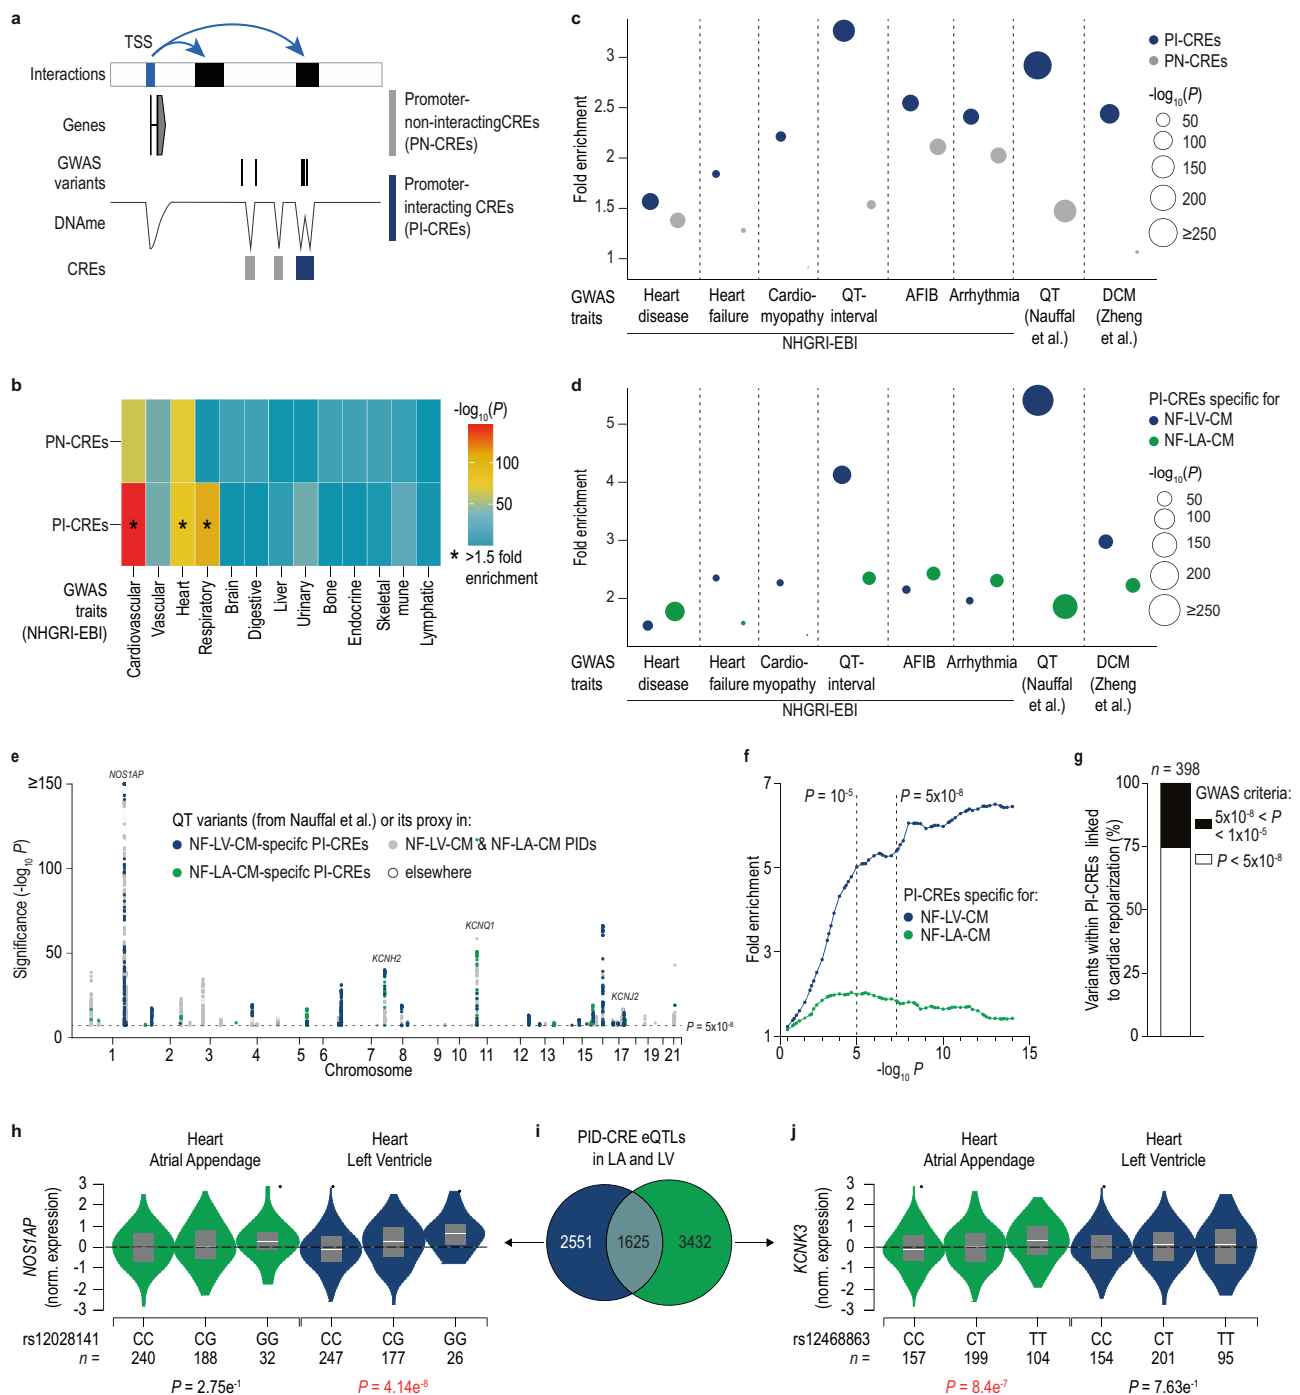 a
TSS
Interactions
Genes
GWAS
variants
DNAme
CREs
Promoter-
non-interactingCREs
(PN-CREs)
Promoter-
interacting CREs
(PI-CREs)
b
PN-CREs
PI-CREs
GWAS
traits
(NHGRI-EBI)
Cardiovascular
Vascular
Heart
Respiratory
Brain
Digestive
Liver
Urinary
Bone
Endocrine
Skeletal
mune
Lymphatic
-log10(P)
100
50
* >1.5 fold
enrichment
* * *
c
Fold enrichment
3
2.5
2
1.5
1
PI-CREs
PN-CREs
-log10(P)
50
100
150
200
≥250
GWAS
traits
Heart
disease
Heart
failure
Cardio-
myopathy
QT-
interval
AFIB
Arrhythmia
QT
(Nauffal
et al.)
DCM
(Zheng
et al.)
NHGRI-EBI
d
Fold enrichment
5
4
3
2
PI-CREs specific for
NF-LV-CM
NF-LA-CM
-log10(P)
50
100
150
200
≥250
GWAS
traits
Heart
disease
Heart
failure
Cardio-
myopathy
QT-
interval
AFIB
Arrhythmia
QT
(Nauffal
et al.)
DCM
(Zheng
et al.)
NHGRI-EBI
e
Significance (-log10 P)
≥150
100
50
0
NOS1AP
KCNH2
KCNQ1
KCNJ2
QT variants (from Nauffal et al.) or its proxy in:
NF-LV-CM-specifc PI-CREs
NF-LV-CM & NF-LA-CM PIDs
NF-LA-CM-specifc PI-CREs
elsewhere
P = 5x10-8
1 2 3 4 5 6 7 8 9 10 11 12 13 14 15 17 19 21
Chromosome
f
Fold enrichment
7
5
3
1
P = 10-5
P = 5x10-8
PI-CREs specific for:
NF-LV-CM
NF-LA-CM
0 5 10 15
-log10 P
g
n = 398
Variants within PI-CREs linked
to cardiac repolarization (%)
100
75
50
25
0
GWAS criteria:
5x10-8 < P
< 1x10-5
P < 5x10-8
h
Heart
Atrial Appendage
Heart
Left Ventricle
NOS1AP
(norm. expression)
3
2
1
0
-1
-2
-3
rs12028141
CC CG GG CC CG GG
n =
240 188 32 247 177 26
P = 2.75e-1
P = 4.14e-8
i
PID-CRE eQTLs
in LA and LV
2551 1625 3432
j
Heart
Atrial Appendage
Heart
Left Ventricle
KCNK3
(norm. expression)
3
2
1
0
-1
-2
-3
rs12468863
CC CT TT CC CT TT
n =
157 199 104 154 201 95
P = 8.4e-7
P = 7.63e-1